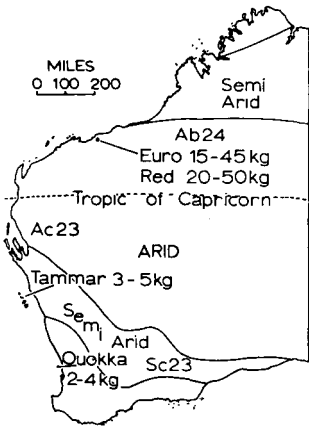 MILES
0 100 200
Semi
Arid
Ab24
Euro 15-45kg
Red 20-50kg
Tropic of Capricorn
Ac23
ARID
Tammar 3-5kg
Semi
Arid
Quokka
2-4kg
Sc23